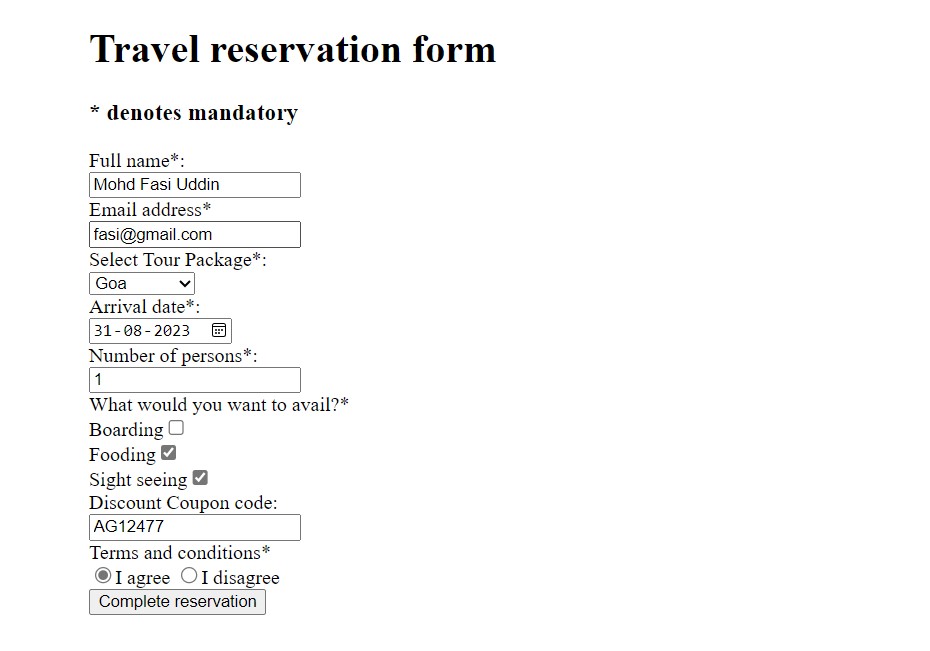 Travel reservation form
* denotes mandatory
Full name*:
Mohd Fasi Uddin
Email address*
fasi@gmail.com
Select Tour Package*:
Goa
Arrival date*:
31-08-2023
Number of persons*:
1
What would you want to avail?*
Boarding
Fooding
Sight seeing
Discount Coupon code:
AG12477
Terms and conditions*
I agree I disagree
Complete reservation